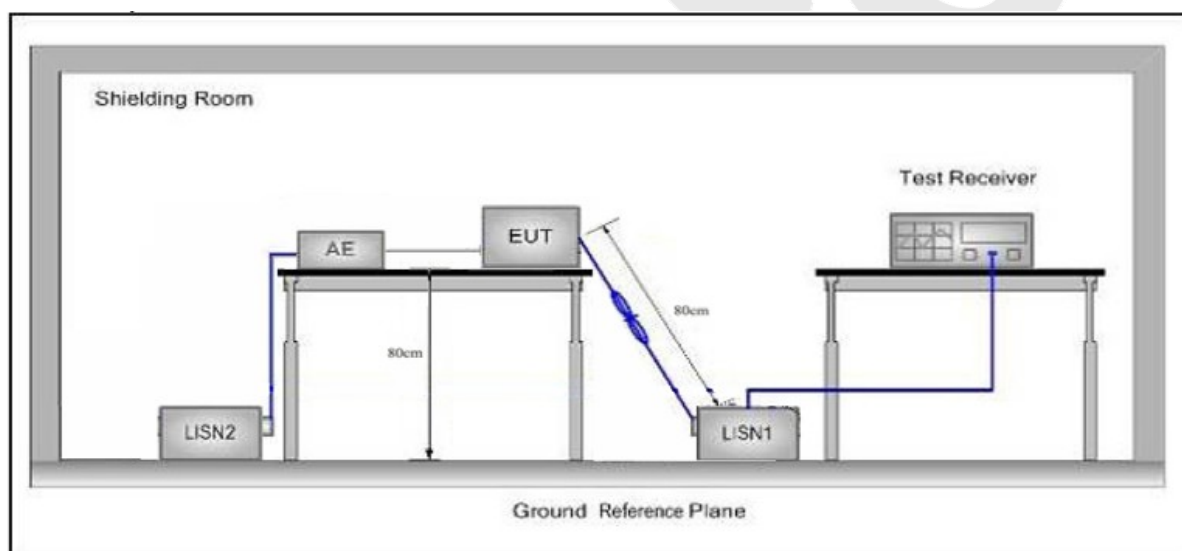 Shielding Room
Test Receiver
AE
EUT
80cm
80cm
LISN2
LISN1
Ground Reference Plane